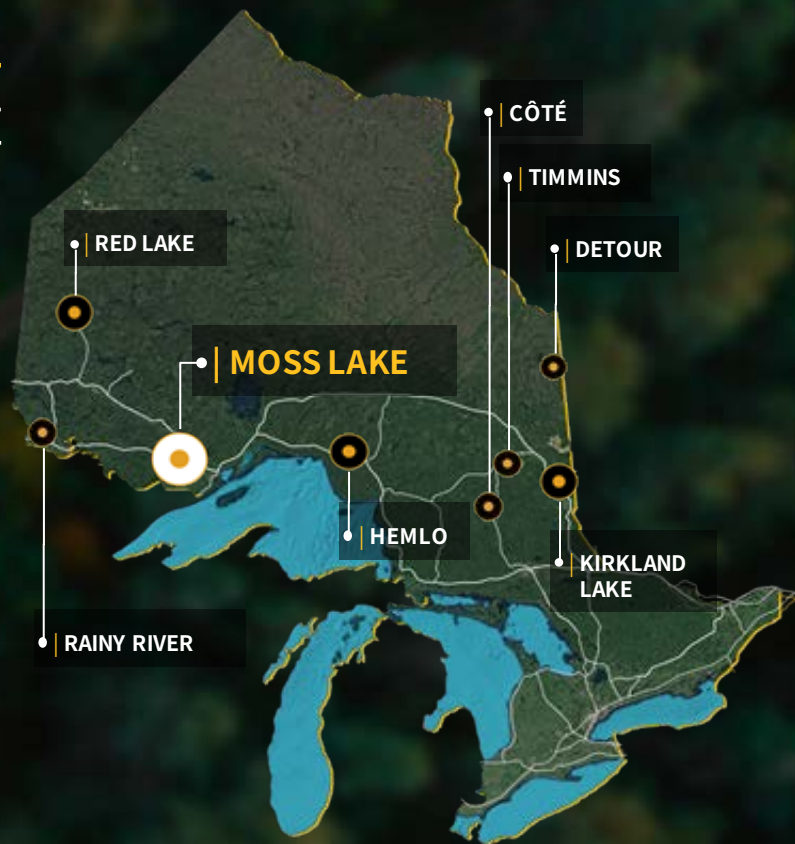 CÔTÉ
TIMMINS
RED LAKE
DETOUR
MOSS LAKE
HEMLO
KIRKLAND
LAKE
RAINY RIVER